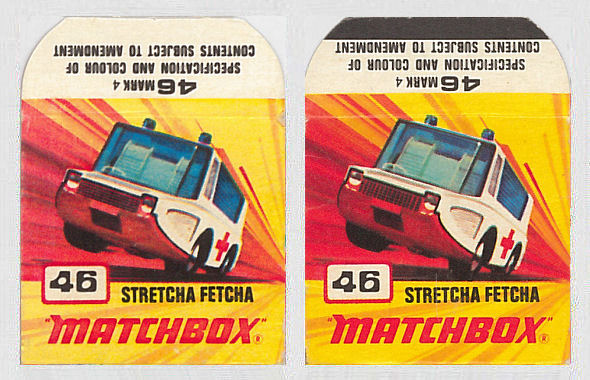 46 MARK 4
SPECIFICATION AND COLOUR OF
CONTENTS SUBJECT TO AMENDMENT
46
STRETCHA FETCHA
"MATCHBOX"®
46 MARK 4
SPECIFICATION AND COLOUR OF
CONTENTS SUBJECT TO AMENDMENT
46
STRETCHA FETCHA
"MATCHBOX"®